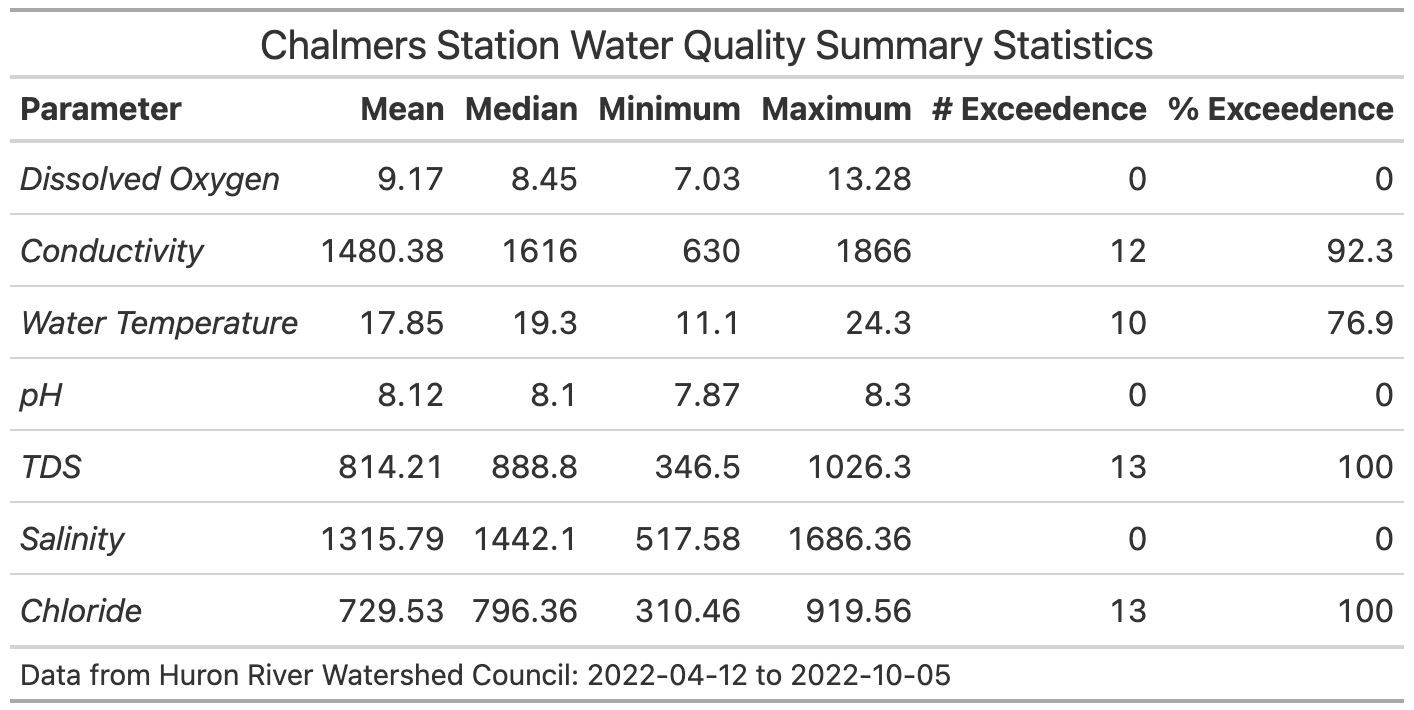 Chalmers Station Water Quality Summary Statistics
Parameter Mean Median Minimum Maximum # Exceedence % Exceedence
Dissolved Oxygen 9.17 8.45 7.03 13.28 0 0
Conductivity 1480.38 1616 630 1866 12 92.3
Water Temperature 17.85 19.3 11.1 24.3 10 76.9
pH 8.12 8.1 7.87 8.3 0 0
TDS 814.21 888.8 346.5 1026.3 13 100
Salinity 1315.79 1442.1 517.58 1686.36 0 0
Chloride 729.53 796.36 310.46 919.56 13 100
Data from Huron River Watershed Council: 2022-04-12 to 2022-10-05